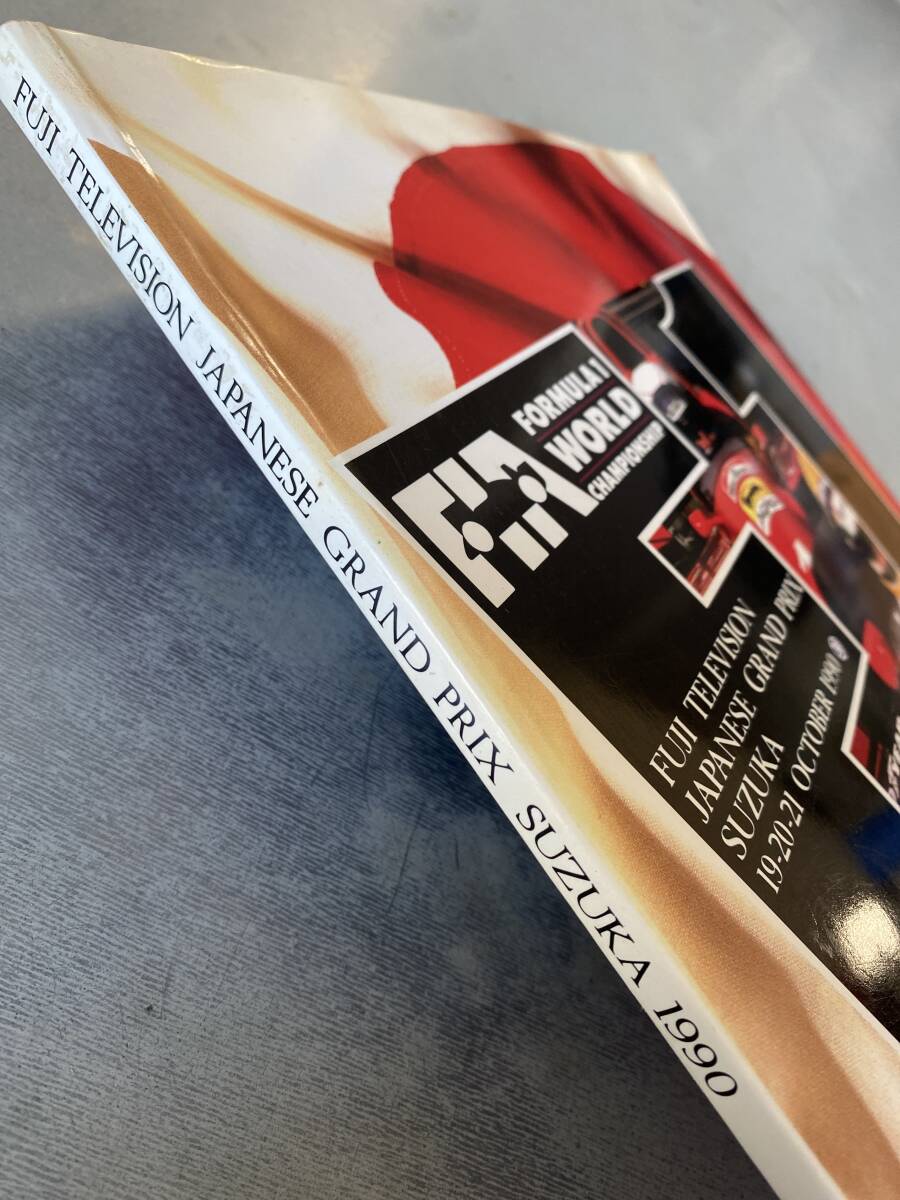 FUJI TELEVISION JAPANESE GRAND PRIX SUZUKA 1990
FIA
FORMULA 1
WORLD
CHAMPIONSHIP
FUJI TELEVISION
JAPANESE GRAND PRIX
SUZUKA
19-20-21 OCTOBER 1990